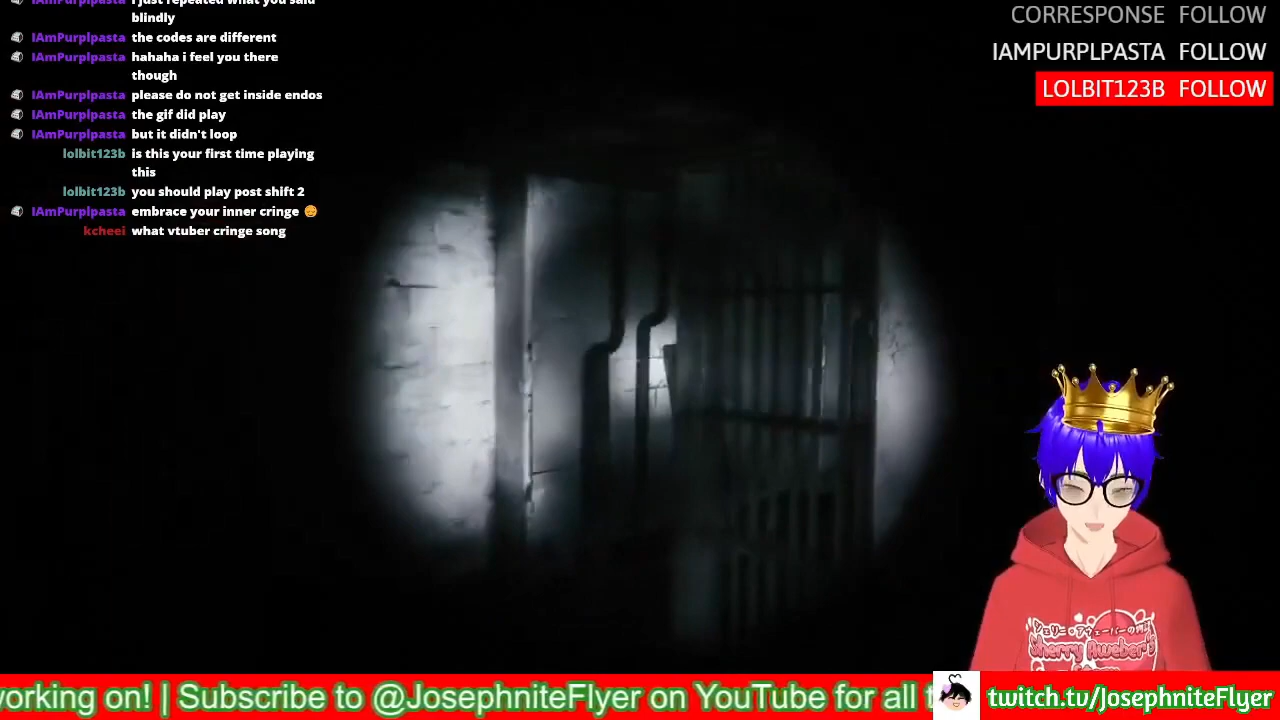 i just repeated what you said
IAmPurplpasta
blindly
IAmPurplpasta the codes are different
IAmPurplpasta hahaha i feel you there
though
IAmPurplpasta please do not get inside endos
IAmPurplpasta the gif did play
IAmPurplpasta but it didn't loop
lolbit123b is this your first time playing
this
lolbit123b you should play post shift 2
IAmPurplpasta embrace your inner cringe
kcheei what vtuber cringe song
CORRESPONSE FOLLOW
IAMPURPLPASTA FOLLOW
LOLBIT123B FOLLOW
Sherry Aweber's
working on! | Subscribe to @JosephniteFlyer on YouTube for all t
twitch.tv/JosephniteFlyer